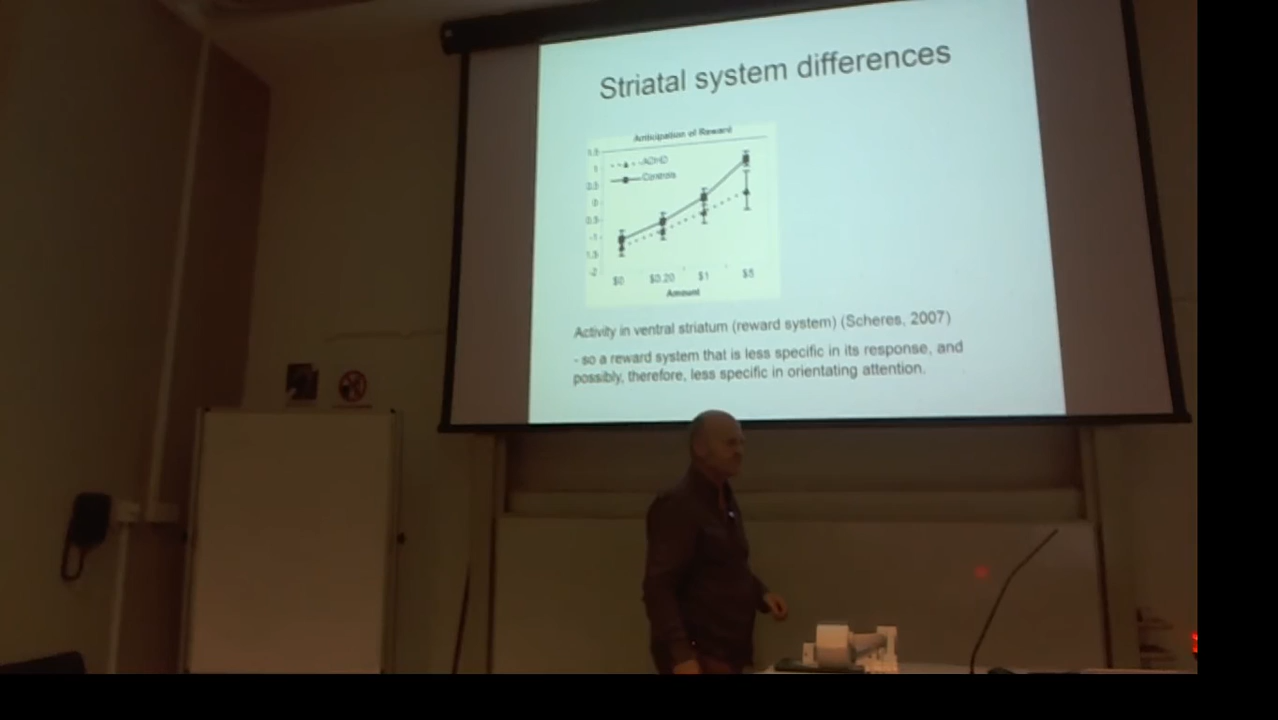 Striatal system differences
Anticipation of Reward
1.5
1
0.5
0
0.5
-1
1.5
-2
ADHD
Controls
$0 $0.20 $1 $5
Amount
Activity in ventral striatum (reward system) (Scheres, 2007)
- so a reward system that is less specific in its response, and
possibly, therefore, less specific in orientating attention.